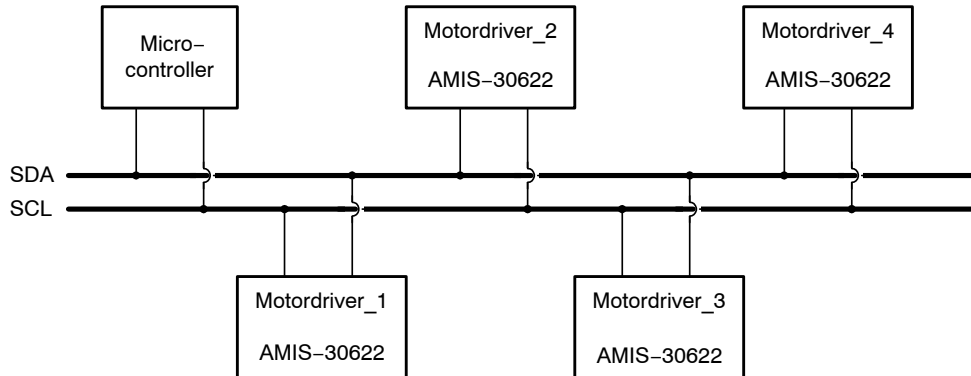 Micro−
controller
Motordriver_2
AMIS−30622
Motordriver_4
AMIS−30622
SDA
SCL
Motordriver_1
AMIS−30622
Motordriver_3
AMIS−30622